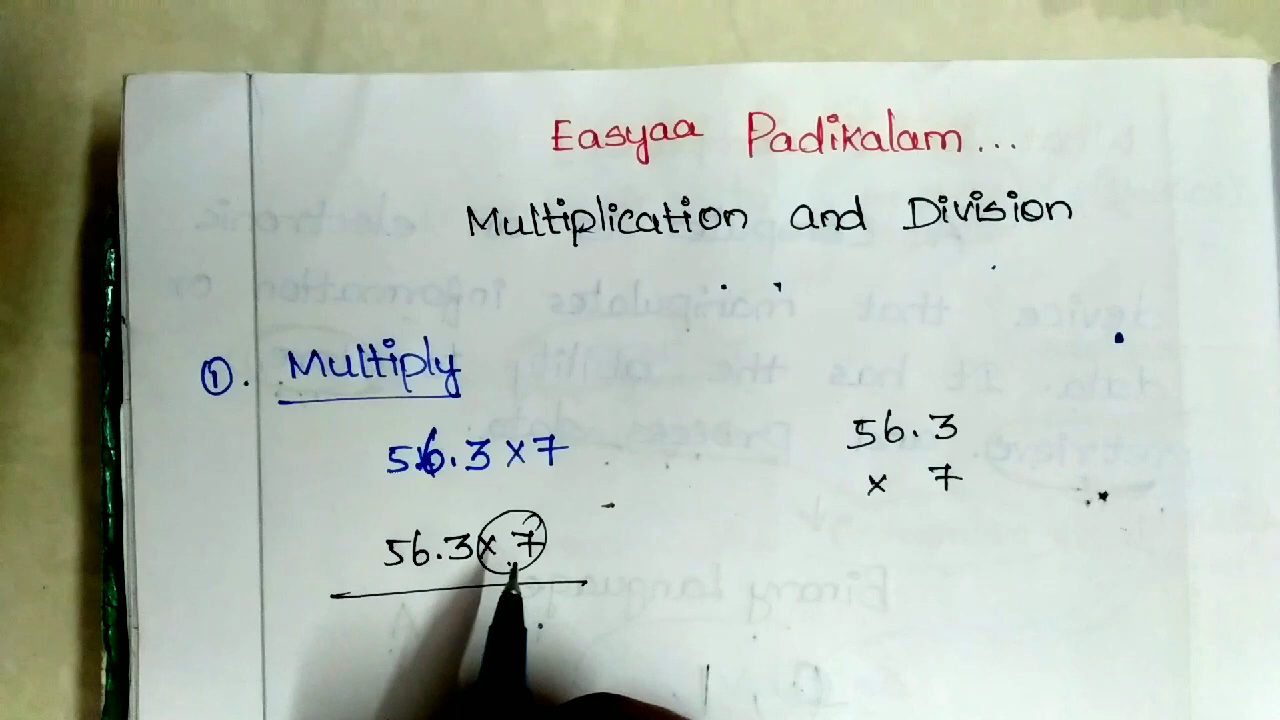 Easyaa Padikalam...
Multiplication and Division
①. Multiply
56.3 × 7
56.3
× 7
56.3 × 7